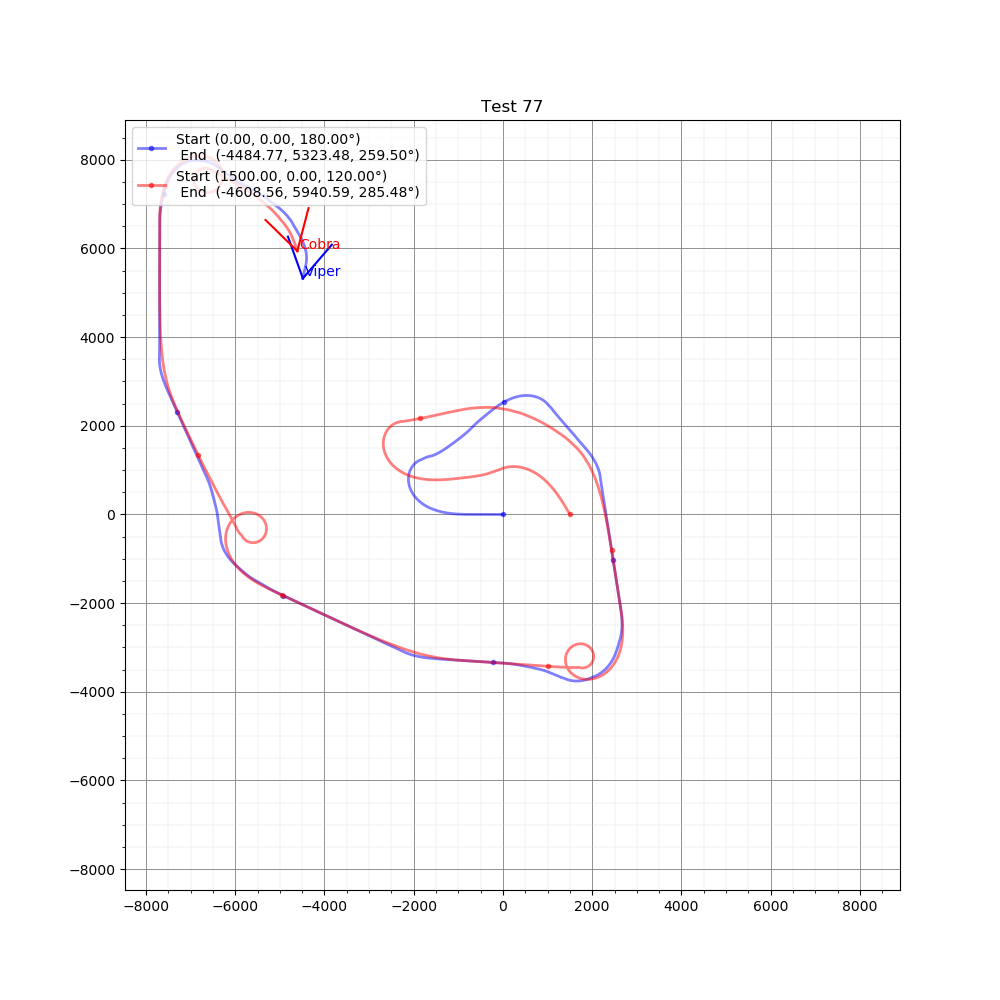 Test 77
Start (0.00, 0.00, 180.00°)
End (-4484.77, 5323.48, 259.50°)
Start (1500.00, 0.00, 120.00°)
End (-4608.56, 5940.59, 285.48°)
Cobra
Viper
8000
6000
4000
2000
0
−2000
−4000
−6000
−8000
−8000 −6000 −4000 −2000 0 2000 4000 6000 8000